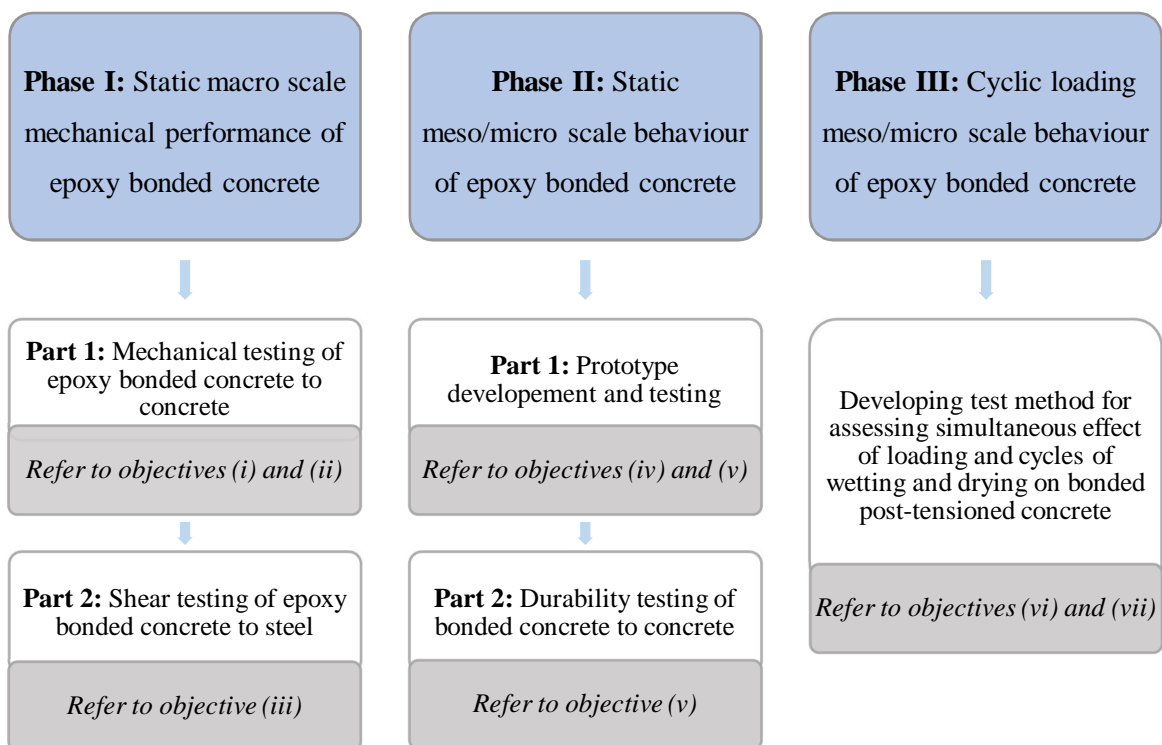 Phase I: Static macro scale
mechanical performance of
epoxy bonded concrete
Part 1: Mechanical testing of
epoxy bonded concrete to
concrete
Refer to objectives (i) and (ii)
Part 2: Shear testing of epoxy
bonded concrete to steel
Refer to objective (iii)
Phase II: Static
meso/micro scale behaviour
of epoxy bonded concrete
Part 1: Prototype
developement and testing
Refer to objectives (iv) and (v)
Part 2: Durability testing of
bonded concrete to concrete
Refer to objective (v)
Phase III: Cyclic loading
meso/micro scale behaviour
of epoxy bonded concrete
Developing test method for
assessing simultaneous effect
of loading and cycles of
wetting and drying on bonded
post-tensioned concrete
Refer to objectives (vi) and (vii)